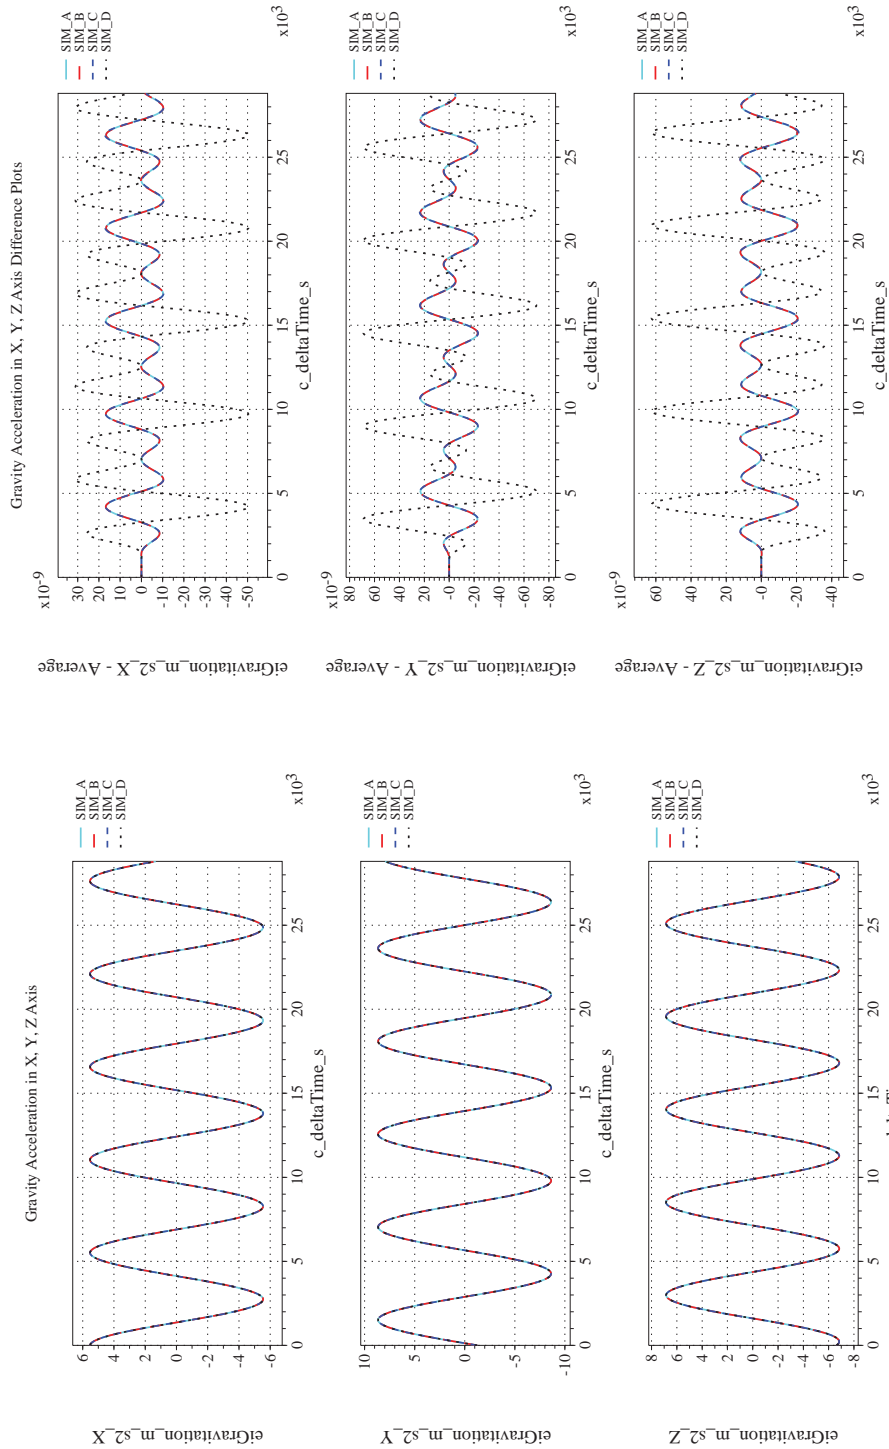 Gravity Acceleration in X, Y, Z Axis
eiGravitation_m_s2_X
6
4
2
0
-2
-4
-6
0 5 10 15 20 25
x10³
c_deltaTime_s
SIM_A
SIM_B
SIM_C
SIM_D
eiGravitation_m_s2_Y
10
5
0
-5
-10
0 5 10 15 20 25
x10³
c_deltaTime_s
SIM_A
SIM_B
SIM_C
SIM_D
eiGravitation_m_s2_Z
8
6
4
2
0
-2
-4
-6
-8
0 5 10 15 20 25
x10³
SIM_A
SIM_B
SIM_C
SIM_D
Gravity Acceleration in X, Y, Z Axis Difference Plots
eiGravitation_m_s2_X - Average
x10-9
30
20
10
0
-10
-20
-30
-40
-50
0 5 10 15 20 25
x10³
c_deltaTime_s
SIM_A
SIM_B
SIM_C
SIM_D
eiGravitation_m_s2_Y - Average
x10-9
80
60
40
20
0
-20
-40
-60
-80
0 5 10 15 20 25
x10³
c_deltaTime_s
SIM_A
SIM_B
SIM_C
SIM_D
eiGravitation_m_s2_Z - Average
x10-9
60
40
20
-0
-20
-40
0 5 10 15 20 25
x10³
c_deltaTime_s
SIM_A
SIM_B
SIM_C
SIM_D